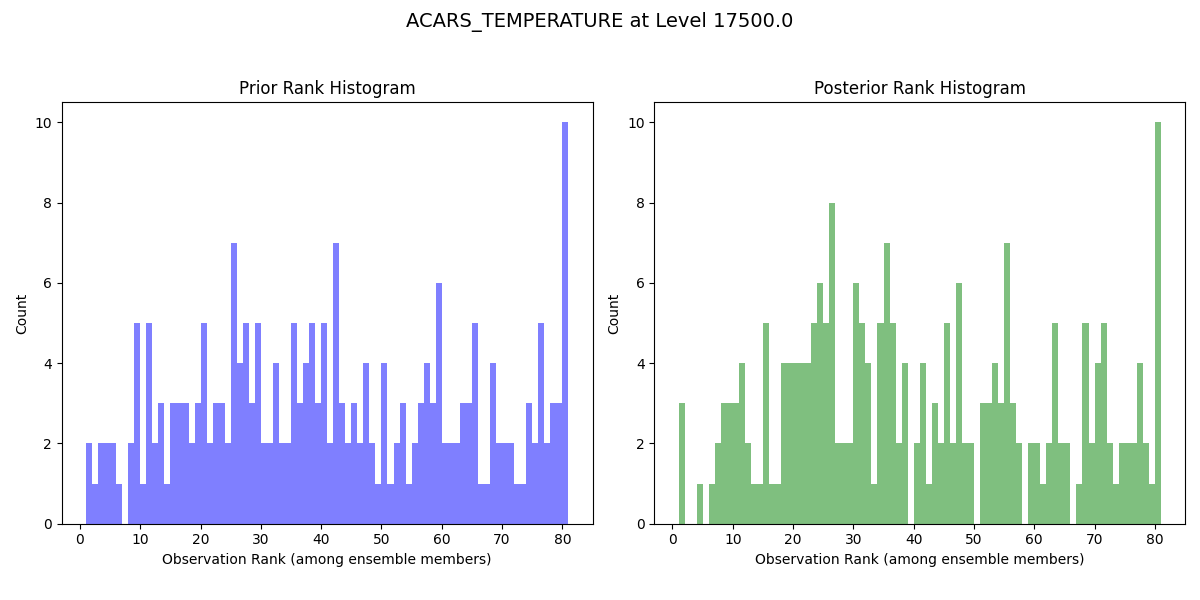 ACARS_TEMPERATURE at Level 17500.0
Prior Rank Histogram
Count
10
8
6
4
2
0
0 10 20 30 40 50 60 70 80
Observation Rank (among ensemble members)
Posterior Rank Histogram
Count
10
8
6
4
2
0
0 10 20 30 40 50 60 70 80
Observation Rank (among ensemble members)